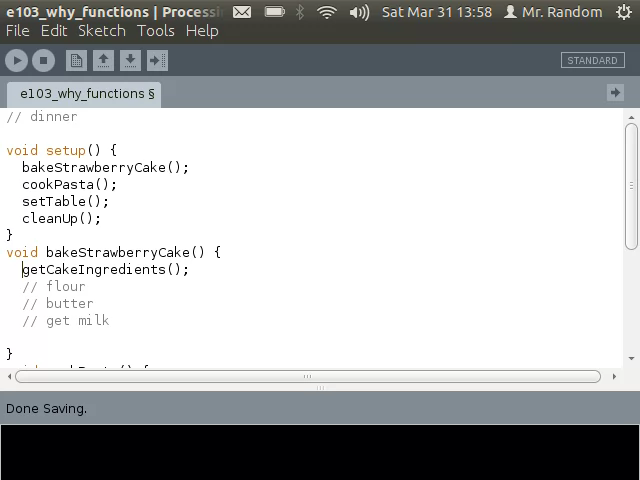 e103_why_functions | Processi
Sat Mar 31 13:58
Mr. Random
File Edit Sketch Tools Help
STANDARD
e103_why_functions §
// dinner
void setup() {
bakeStrawberryCake();
cookPasta();
setTable();
cleanUp();
}
void bakeStrawberryCake() {
getCakeIngredients();
// flour
// butter
// get milk
}
Done Saving.